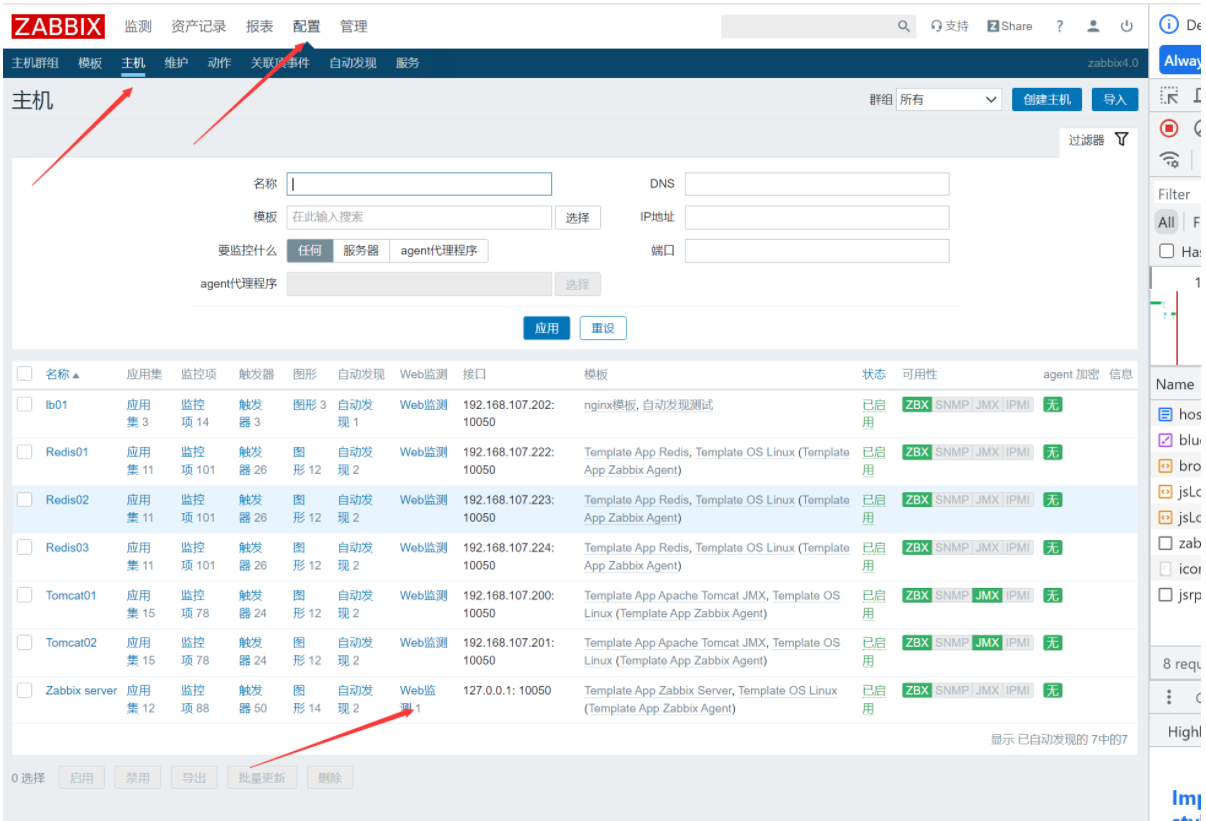 ZABBIX 监测 资产记录 报表 配置 管理 支持 Z Share ?
主机群组 模板 主机 维护 动作 关联项事件 自动发现 服务 zabbix4.0
主机 群组 所有 创建主机 导入
过滤器
名称 DNS
模板 在此输入搜索 选择 IP地址
要监控什么 任何 服务器 agent代理程序 端口
agent代理程序 选择
应用 重设
名称 应用集 监控项 触发器 图形 自动发现 Web监测 接口 模板 状态 可用性 agent 加密 信息
lb01 应用 监控 触发 图形 3 自动发 Web监测 192.168.107.202: nginx模板, 自动发现测试 已启 ZBX SNMP JMX IPMI 无
集 3 项 14 器 3 现 1 10050 用
Redis01 应用 监控 触发 图 自动发 Web监测 192.168.107.222: Template App Redis, Template OS Linux (Template 已启 ZBX SNMP JMX IPMI 无
集 11 项 101 器 26 形 12 现 2 10050 App Zabbix Agent) 用
Redis02 应用 监控 触发 图 自动发 Web监测 192.168.107.223: Template App Redis, Template OS Linux (Template 已启 ZBX SNMP JMX IPMI 无
集 11 项 101 器 26 形 12 现 2 10050 App Zabbix Agent) 用
Redis03 应用 监控 触发 图 自动发 Web监测 192.168.107.224: Template App Redis, Template OS Linux (Template 已启 ZBX SNMP JMX IPMI 无
集 11 项 101 器 26 形 12 现 2 10050 App Zabbix Agent) 用
Tomcat01 应用 监控 触发 图 自动发 Web监测 192.168.107.200: Template App Apache Tomcat JMX, Template OS 已启 ZBX SNMP JMX IPMI 无
集 15 项 78 器 24 形 12 现 2 10050 Linux (Template App Zabbix Agent) 用
Tomcat02 应用 监控 触发 图 自动发 Web监测 192.168.107.201: Template App Apache Tomcat JMX, Template OS 已启 ZBX SNMP JMX IPMI 无
集 15 项 78 器 24 形 12 现 2 10050 Linux (Template App Zabbix Agent) 用
Zabbix server 应用 监控 触发 图 自动发 Web监 127.0.0.1: 10050 Template App Zabbix Server, Template OS Linux 已启 ZBX SNMP JMX IPMI 无
集 12 项 88 器 50 形 14 现 2 测 1 (Template App Zabbix Agent) 用
显示 已自动发现的 7中的7
0 选择 启用 禁用 导出 批量更新 删除
De
Alway
Filter
All F
Has
1
Name
hos
blue
bro
jsLo
jsLo
zab
icon
jsrp
8 requ
Highl
Imp